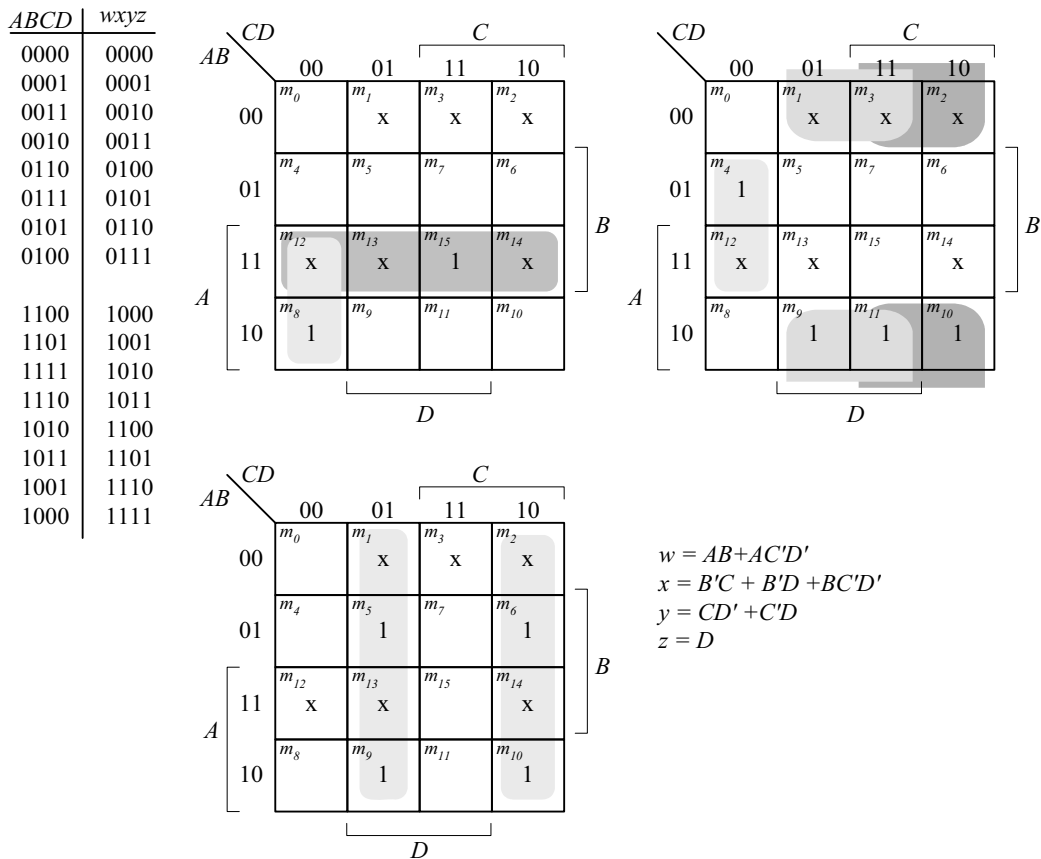 ABCD wxyz
0000 0000
0001 0001
0011 0010
0010 0011
0110 0100
0111 0101
0101 0110
0100 0111
1100 1000
1101 1001
1111 1010
1110 1011
1010 1100
1011 1101
1001 1110
1000 1111
CD C
AB
00 01 11 10
00 m0 m1 x m3 x m2 x
01 m4 m5 m7 m6
B
11 m12 x m13 x m15 1 m14 x
A
10 m8 1 m9 m11 m10
D
CD C
AB
00 01 11 10
00 m0 m1 x m3 x m2 x
01 m4 1 m5 m7 m6
B
11 m12 x m13 x m15 m14 x
A
10 m8 m9 1 m11 1 m10 1
D
CD C
AB
00 01 11 10
00 m0 m1 x m3 x m2 x
01 m4 m5 1 m7 m6 1
B
11 m12 x m13 x m15 m14 x
A
10 m8 m9 1 m11 m10 1
D
w = AB+AC'D'
x = B'C + B'D +BC'D'
y = CD' +C'D
z = D